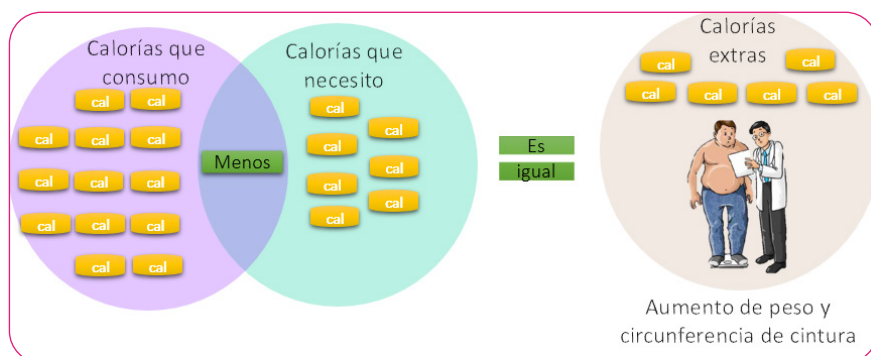 Calorías que
consumo
cal cal
cal cal cal
cal cal cal
cal cal cal
cal cal
Menos
Calorías que
necesito
cal
cal
cal
cal
cal
cal
cal
Es
igual
Calorías
extras
cal cal
cal cal cal cal
Aumento de peso y
circunferencia de cintura